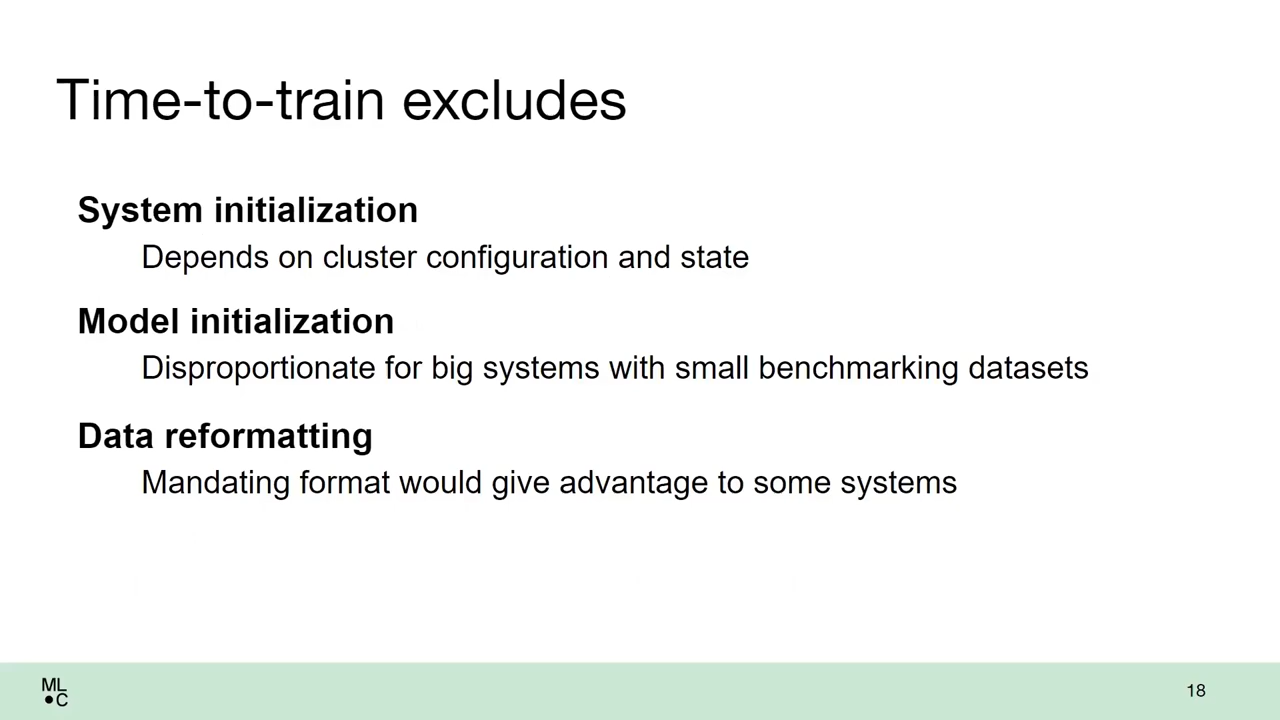 Time-to-train excludes
System initialization
Depends on cluster configuration and state
Model initialization
Disproportionate for big systems with small benchmarking datasets
Data reformatting
Mandating format would give advantage to some systems
ML
C
18